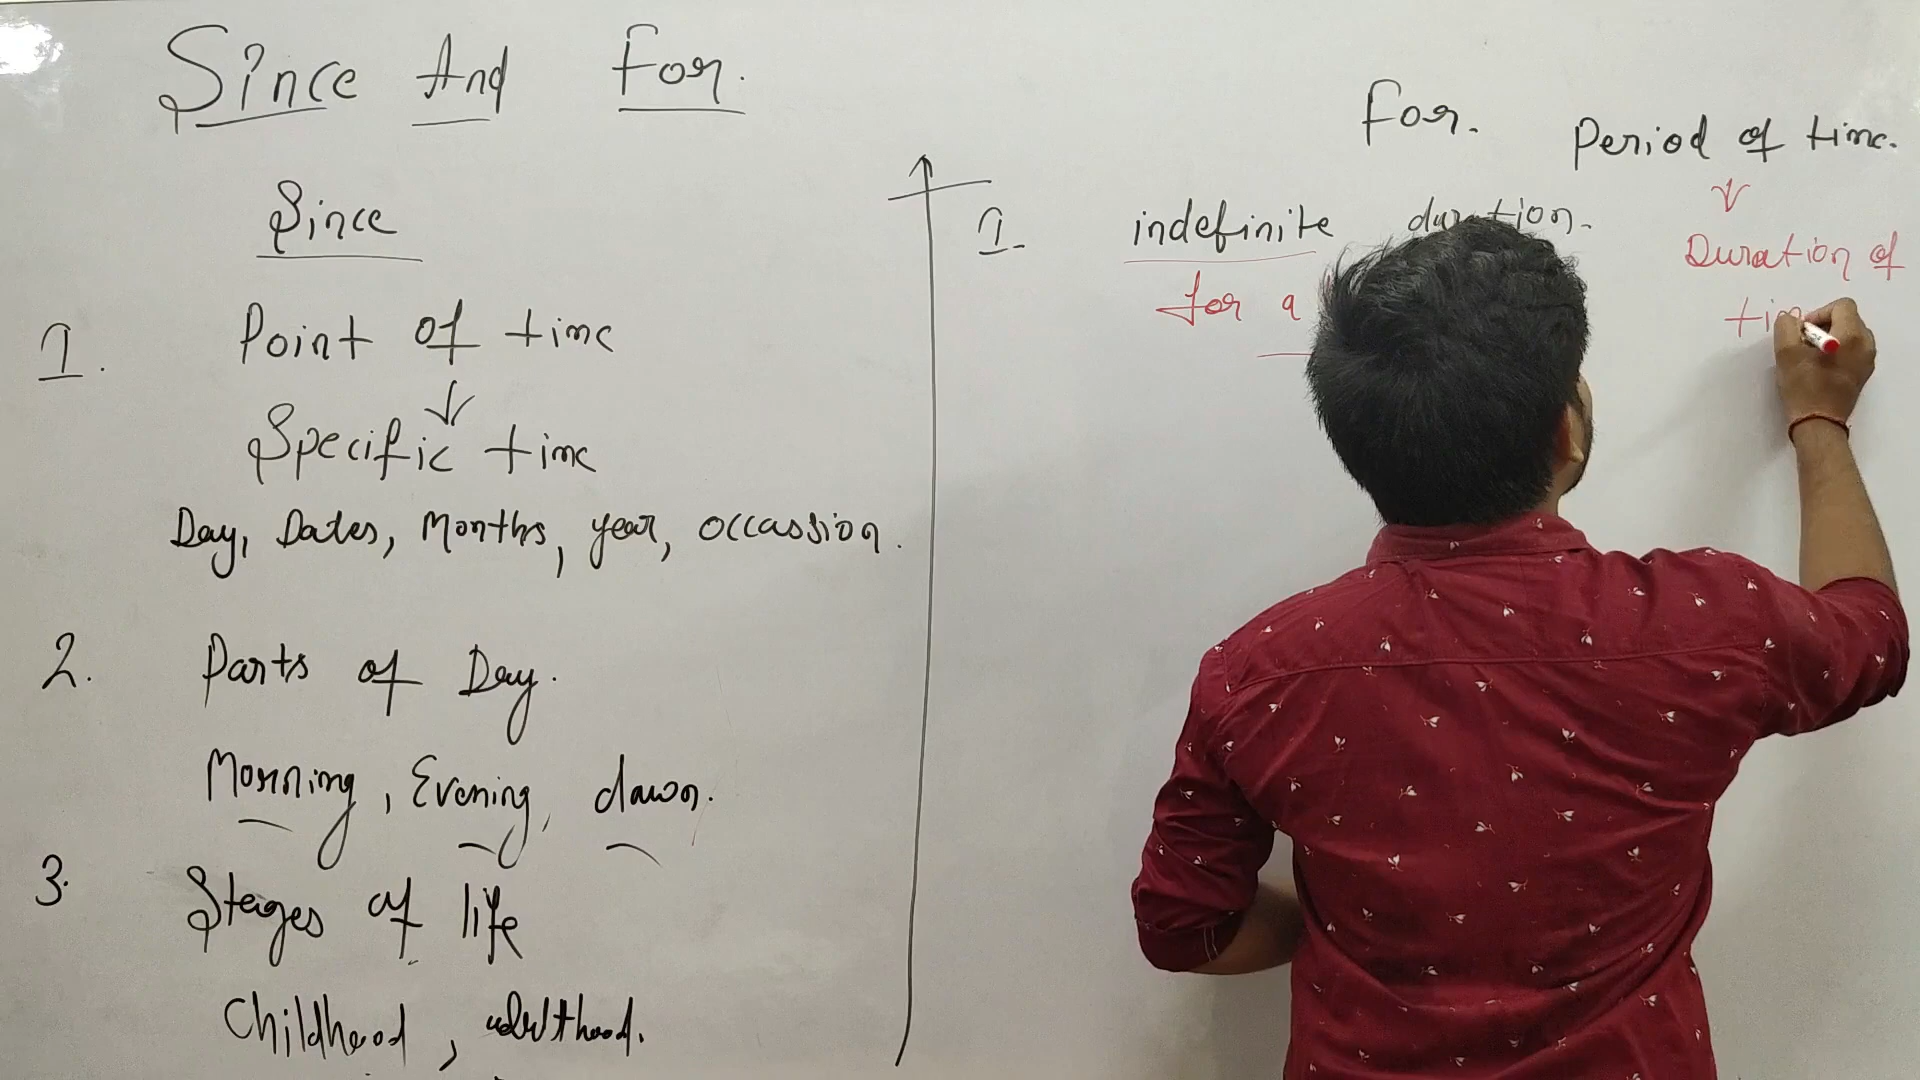 Since And For.
Since
1. Point of time
Specific time
Day, Dates, Months, year, occassion.
2. Parts of Day.
Morning, Evening, dawn.
3. Stages of life
Childhood, adulthood.
For.
Period of time.
Duration of
1. indefinite duration.
for a